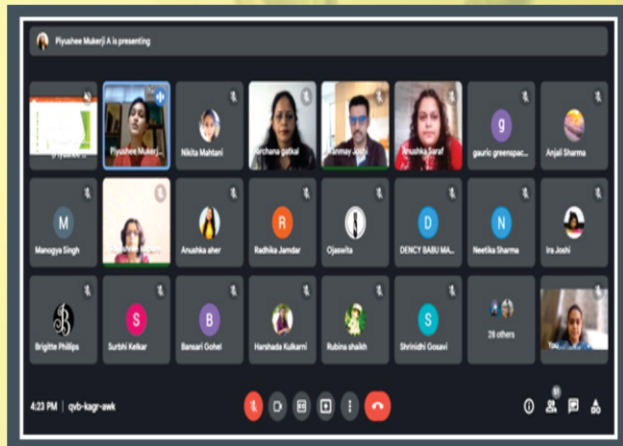 Piyushee Mukerji A is presenting
Piyushee Mukerj...
Nikita Mahtani
archana gatkal
Tanmay Joshi
Anushka Saraf
g
gauric greenspac...
Anjali Sharma
M
Manogya Singh
Anushka aher
R
Radhika Jamdar
Ojaswita
D
DENCY BABU MA...
N
Neetika Sharma
Ira Joshi
B
Brigitte Phillips
S
Surbhi Kelkar
B
Bansari Gohel
Harshada Kulkarni
Rubina shaikh
S
Shrinidhi Gosavi
28 others
You
4:23 PM | qvb-kagr-awk
51